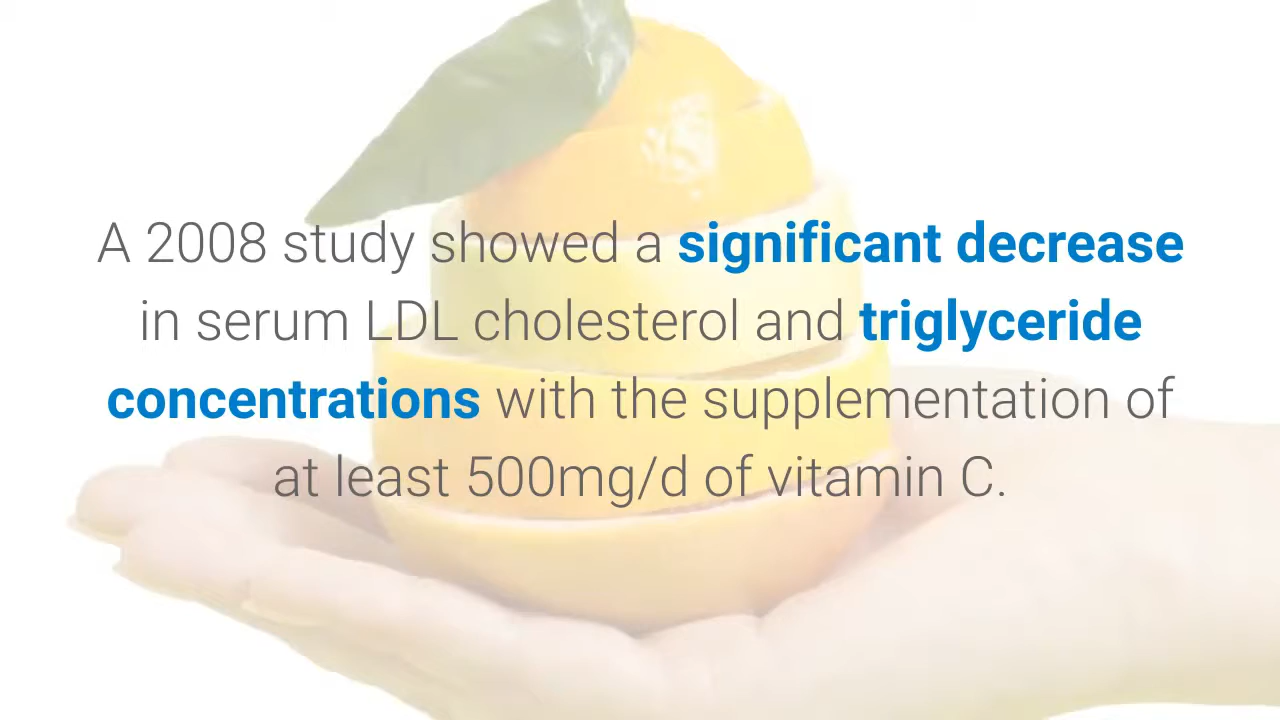 A 2008 study showed a significant decrease
in serum LDL cholesterol and triglyceride
concentrations with the supplementation of
at least 500mg/d of vitamin C.